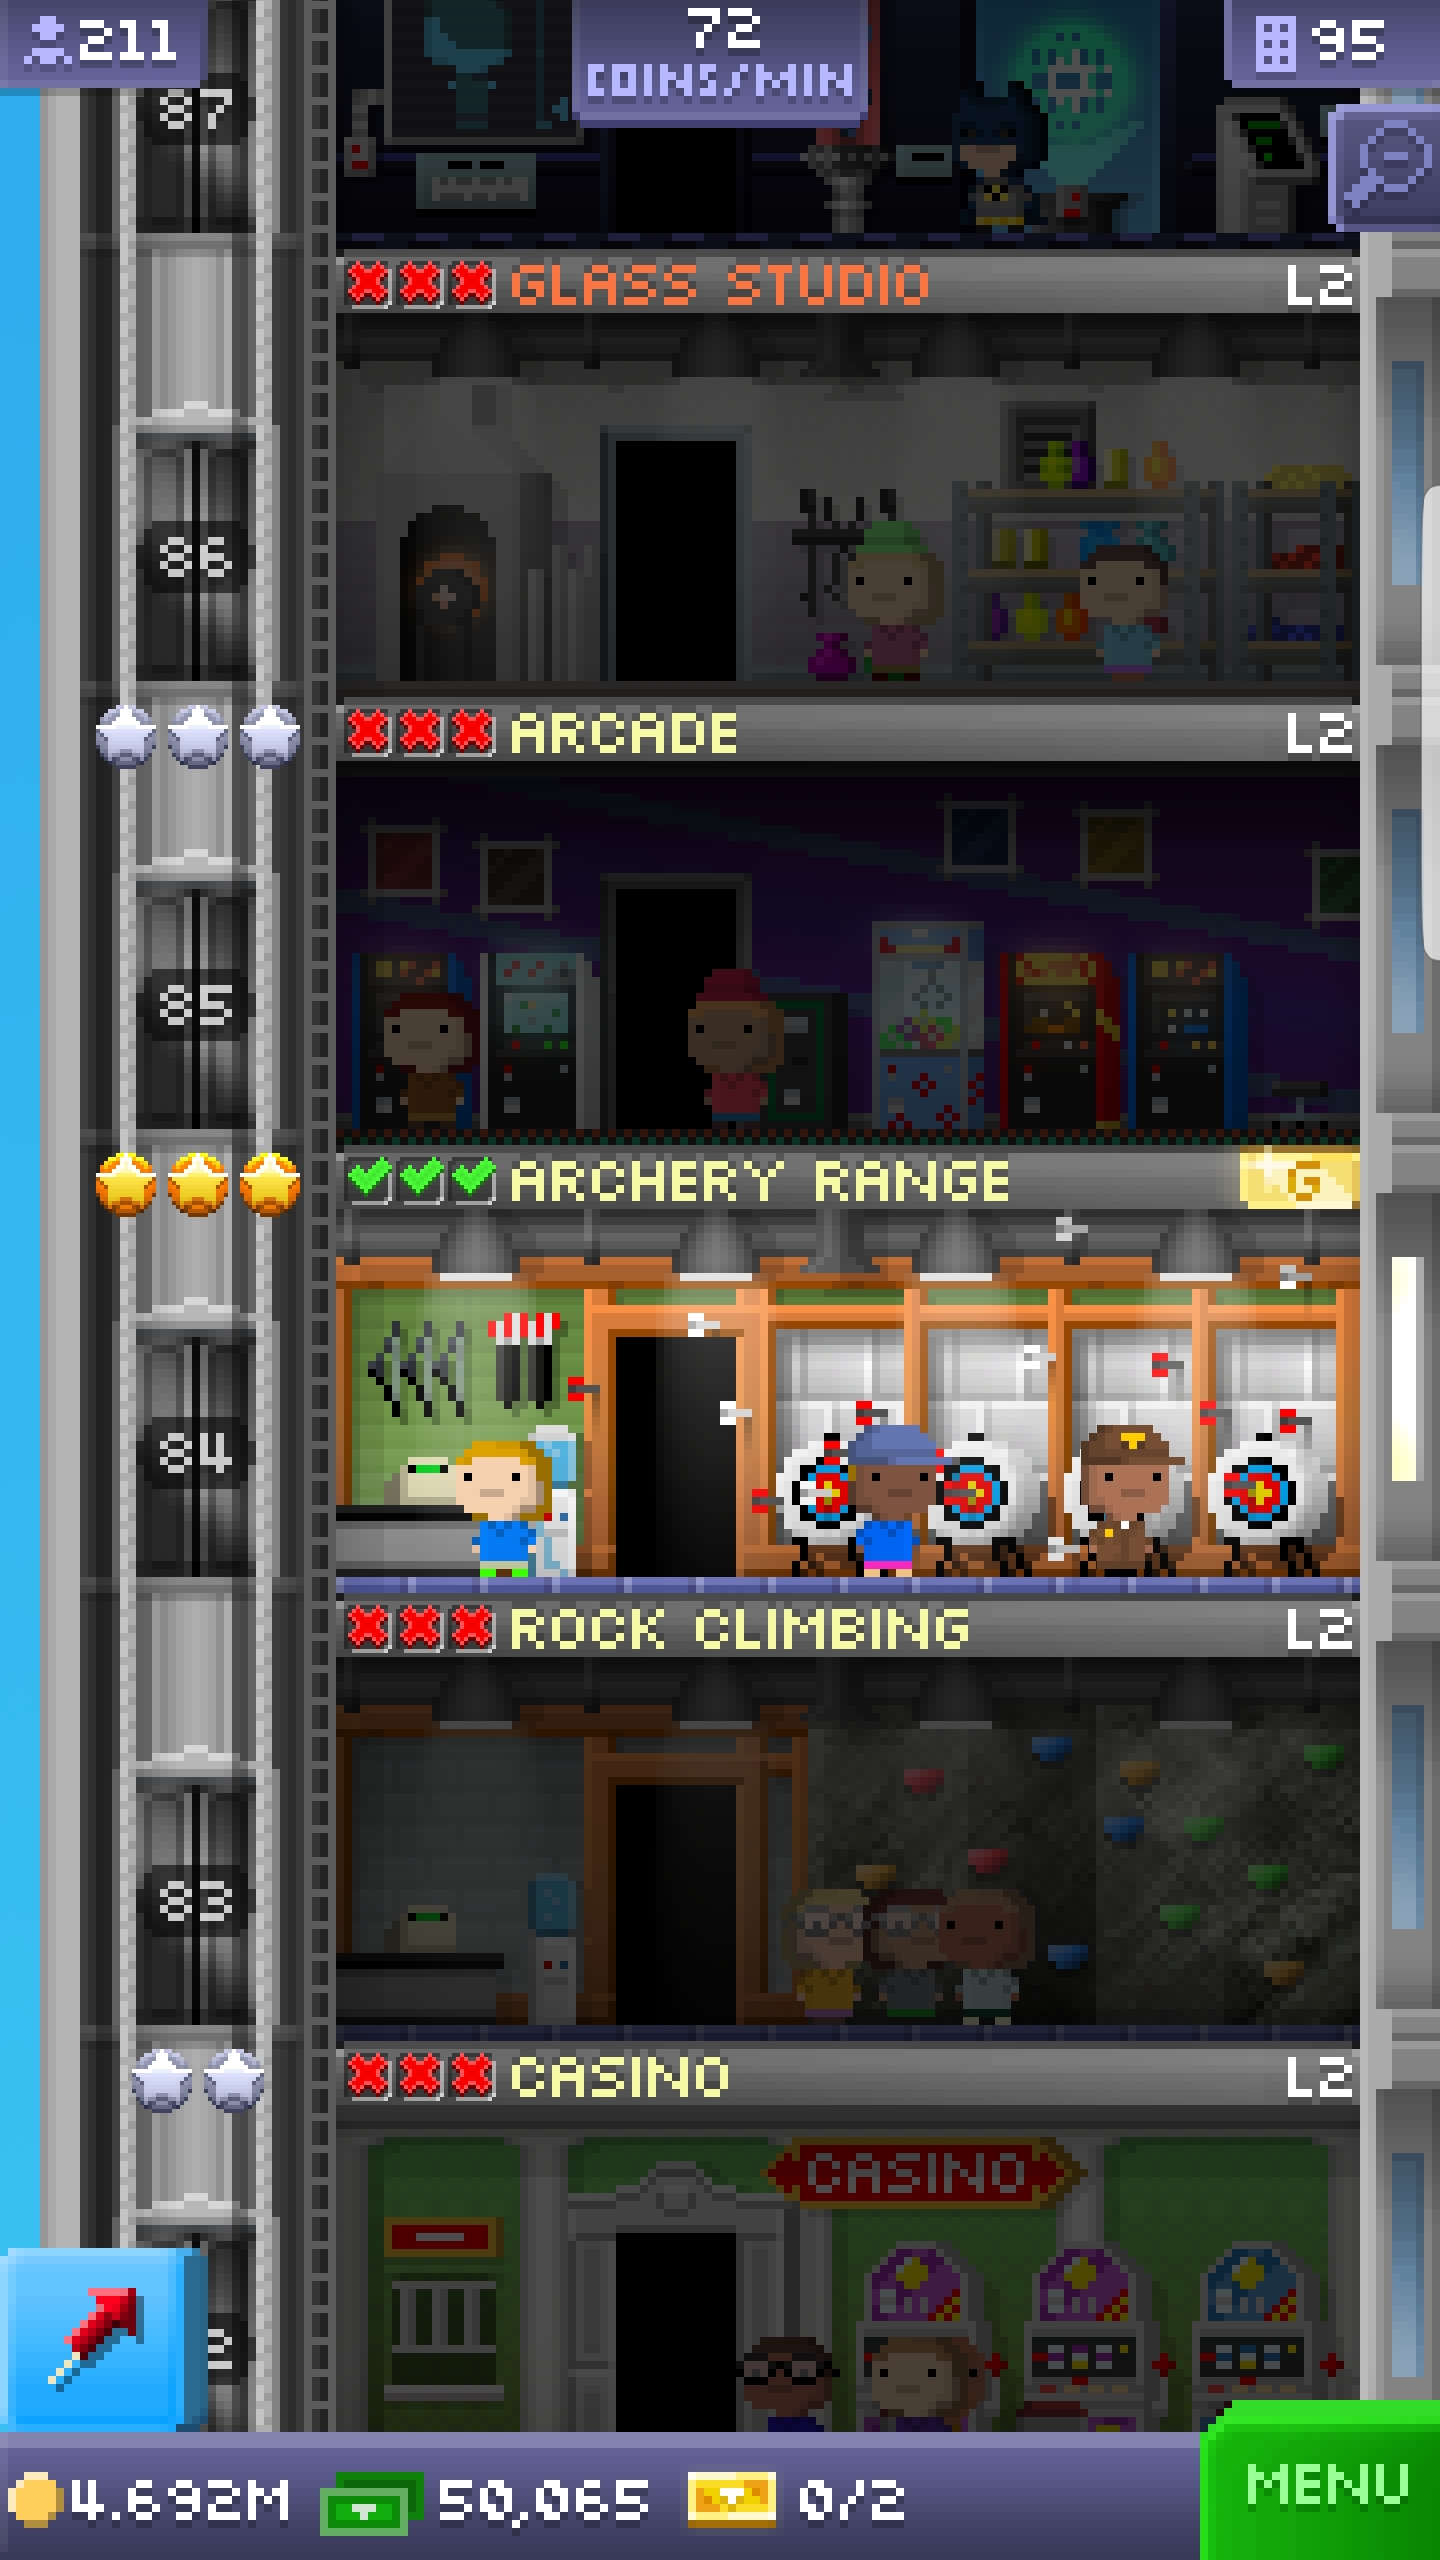 211
72
COINS/MIN
95
87
GLASS STUDIO L2
86
ARCADE L2
85
ARCHERY RANGE G
84
ROCK CLIMBING L2
83
CASINO L2
CASINO
2
4.692M 50,065 0/2
MENU